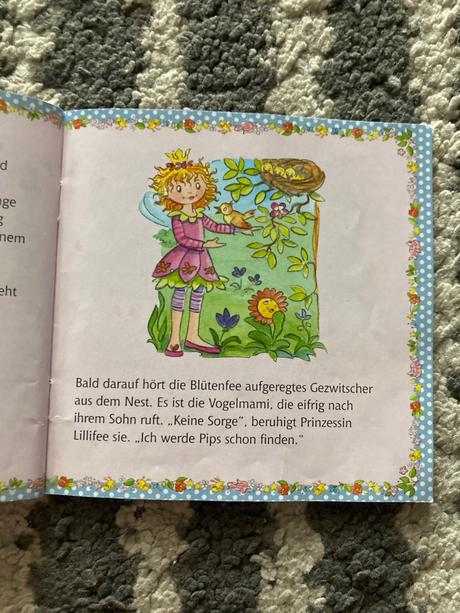 Bald darauf hört die Blütenfee aufgeregtes Gezwitscher
aus dem Nest. Es ist die Vogelmami, die eifrig nach
ihrem Sohn ruft. „Keine Sorge“, beruhigt Prinzessin
Lillifee sie. „Ich werde Pips schon finden.“